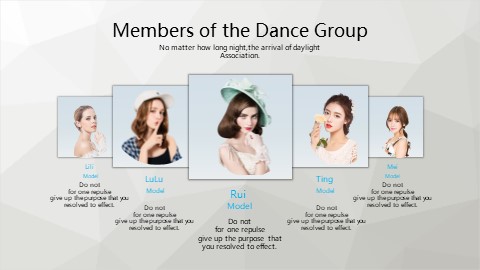 Members of the Dance Group
No matter how long night,the arrival of daylight
Association.
Lili
Model
Do not
for one repulse
give up the purpose that you
resolved to effect.
LuLu
Model
Do not
for one repulse
give up the purpose that you
resolved to effect.
Rui
Model
Do not
for one repulse
give up the purpose that
you resolved to effect.
Ting
Model
Do not
for one repulse
give up the purpose that you
resolved to effect.
Mei
Model
Do not
for one repulse
give up the purpose that you
resolved to effect.